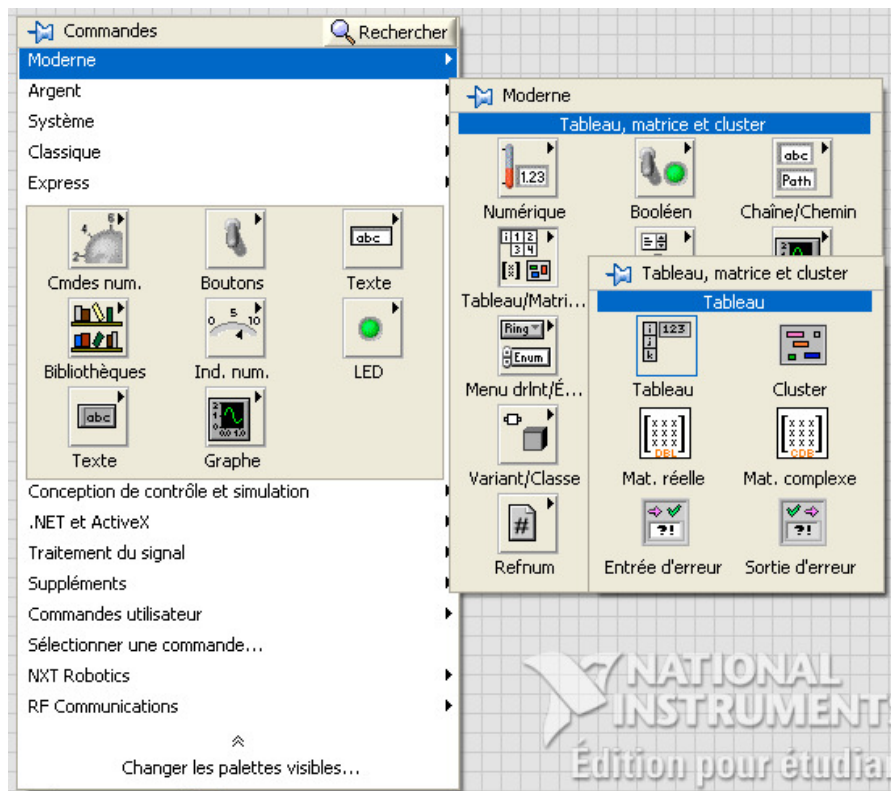 Commandes
Rechercher
Moderne
Argent
Système
Classique
Express
Cmdes num.
Boutons
Texte
Bibliothèques
Ind. num.
LED
Texte
Graphe
Conception de contrôle et simulation
.NET et ActiveX
Traitement du signal
Suppléments
Commandes utilisateur
Sélectionner une commande...
NXT Robotics
RF Communications
Changer les palettes visibles...
Moderne
Tableau, matrice et cluster
Numérique
Booléen
Chaîne/Chemin
Tableau/Matri...
Menu drInt/É...
Variant/Classe
Refnum
Tableau, matrice et cluster
Tableau
Tableau
Cluster
Mat. réelle
Mat. complexe
Entrée d'erreur
Sortie d'erreur
NATIONAL
INSTRUMENTS
Édition pour étudia